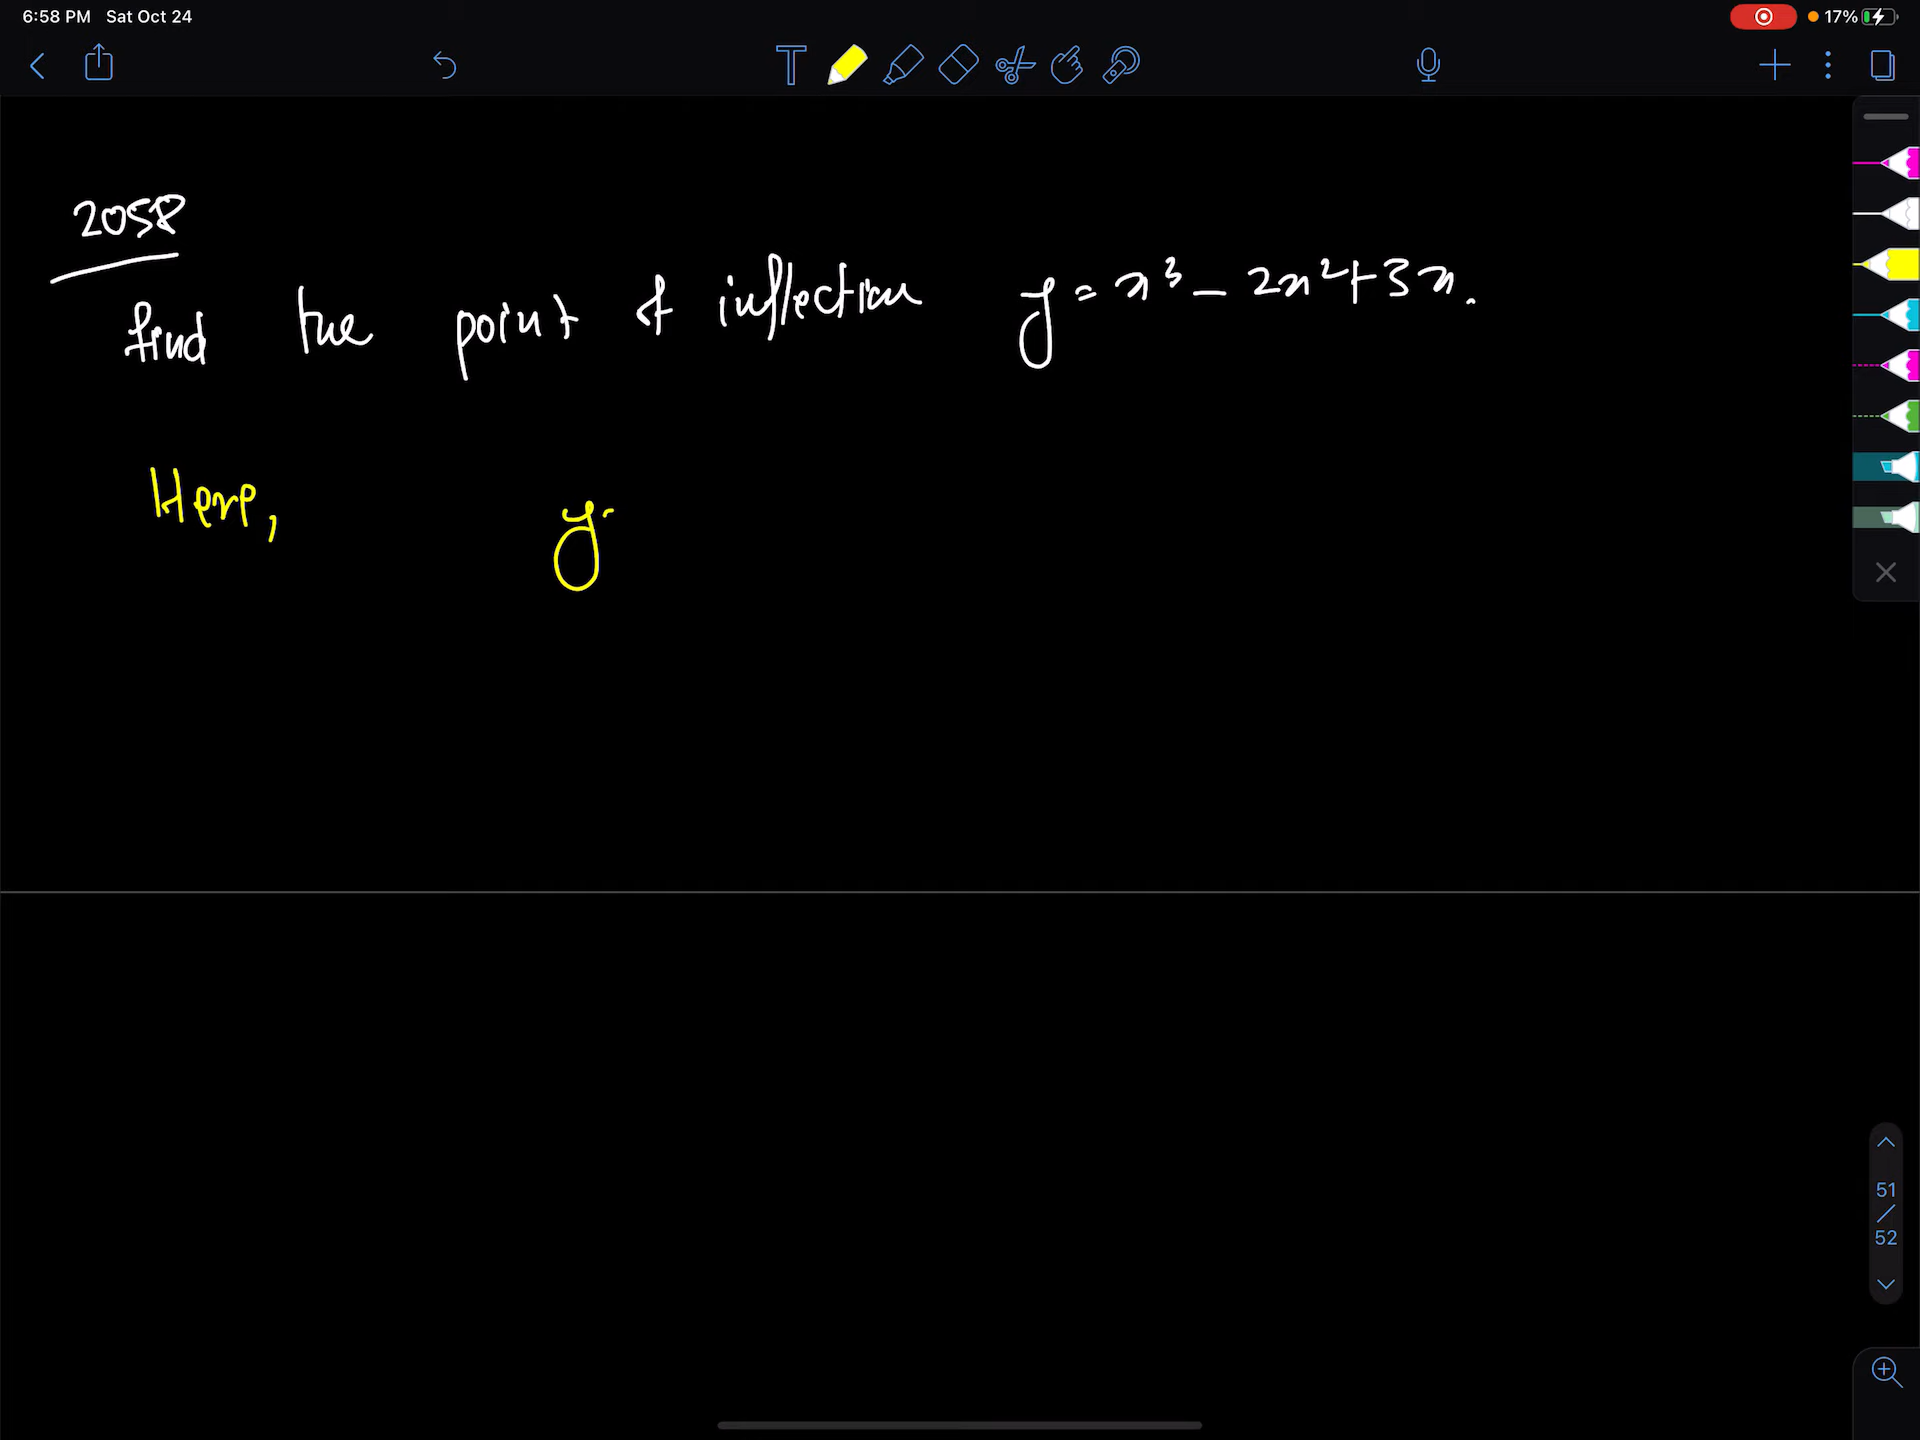 6:58 PM Sat Oct 24
17%
T
2058
find the point of inflection y = x³ - 2x² + 3x.
Here, y
51
/
52